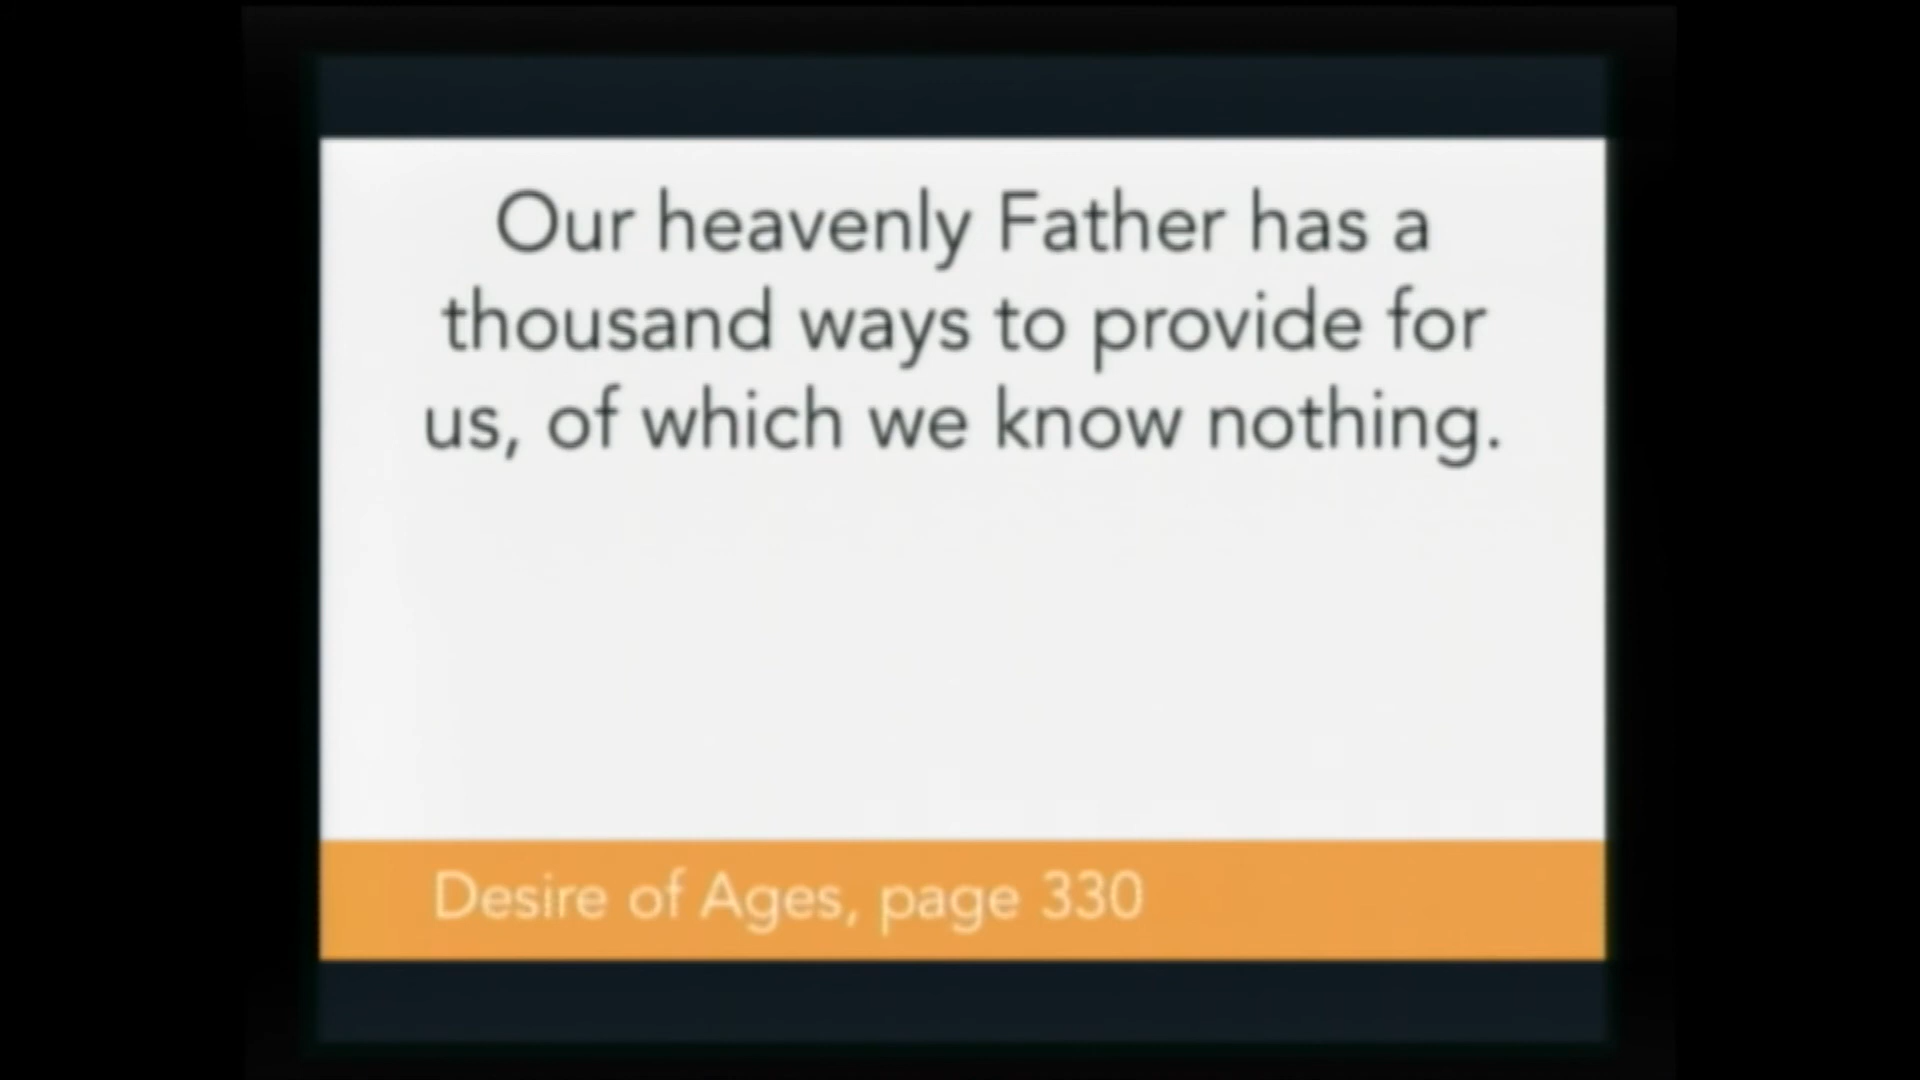 Our heavenly Father has a
thousand ways to provide for
us, of which we know nothing.
Desire of Ages, page 330